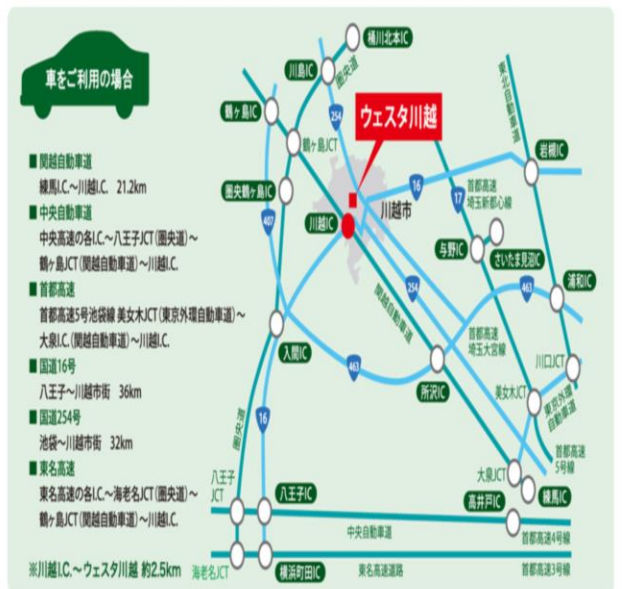 車をご利用の場合
■ 関越自動車道
練馬I.C.～川越I.C. 21.2km
■ 中央自動車道
中央高速の各I.C.～八王子JCT(圏央道)～
鶴ヶ島JCT(関越自動車道)～川越I.C.
■ 首都高速
首都高速5号池袋線 美女木JCT(東京外環自動車道)～
大泉I.C.(関越自動車道)～川越I.C.
■ 国道16号
八王子～川越市街 36km
■ 国道254号
池袋～川越市街 32km
■ 東名高速
東名高速の各I.C.～海老名JCT(圏央道)～
鶴ヶ島JCT(関越自動車道)～川越I.C.
※川越I.C.～ウェスタ川越 約2.5km
桶川北本IC
川島IC
圏央道
254
鶴ヶ島IC
鶴ヶ島JCT
ウェスタ川越
東北自動車道
岩槻IC
圏央鶴ヶ島IC
16
17
首都高速
埼玉新都心線
407
川越IC
川越市
与野IC
さいたま見沼IC
254
463
浦和IC
関越自動車道
首都高速
埼玉大宮線
入間IC
463
所沢IC
川口JCT
美女木JCT
東京外環
自動車道
16
圏央道
首都高速
5号線
大泉JCT
練馬IC
八王子
JCT
八王子IC
高井戸IC
中央自動車道
首都高速4号線
海老名JCT
横浜町田IC
東名高速道路
首都高速3号線